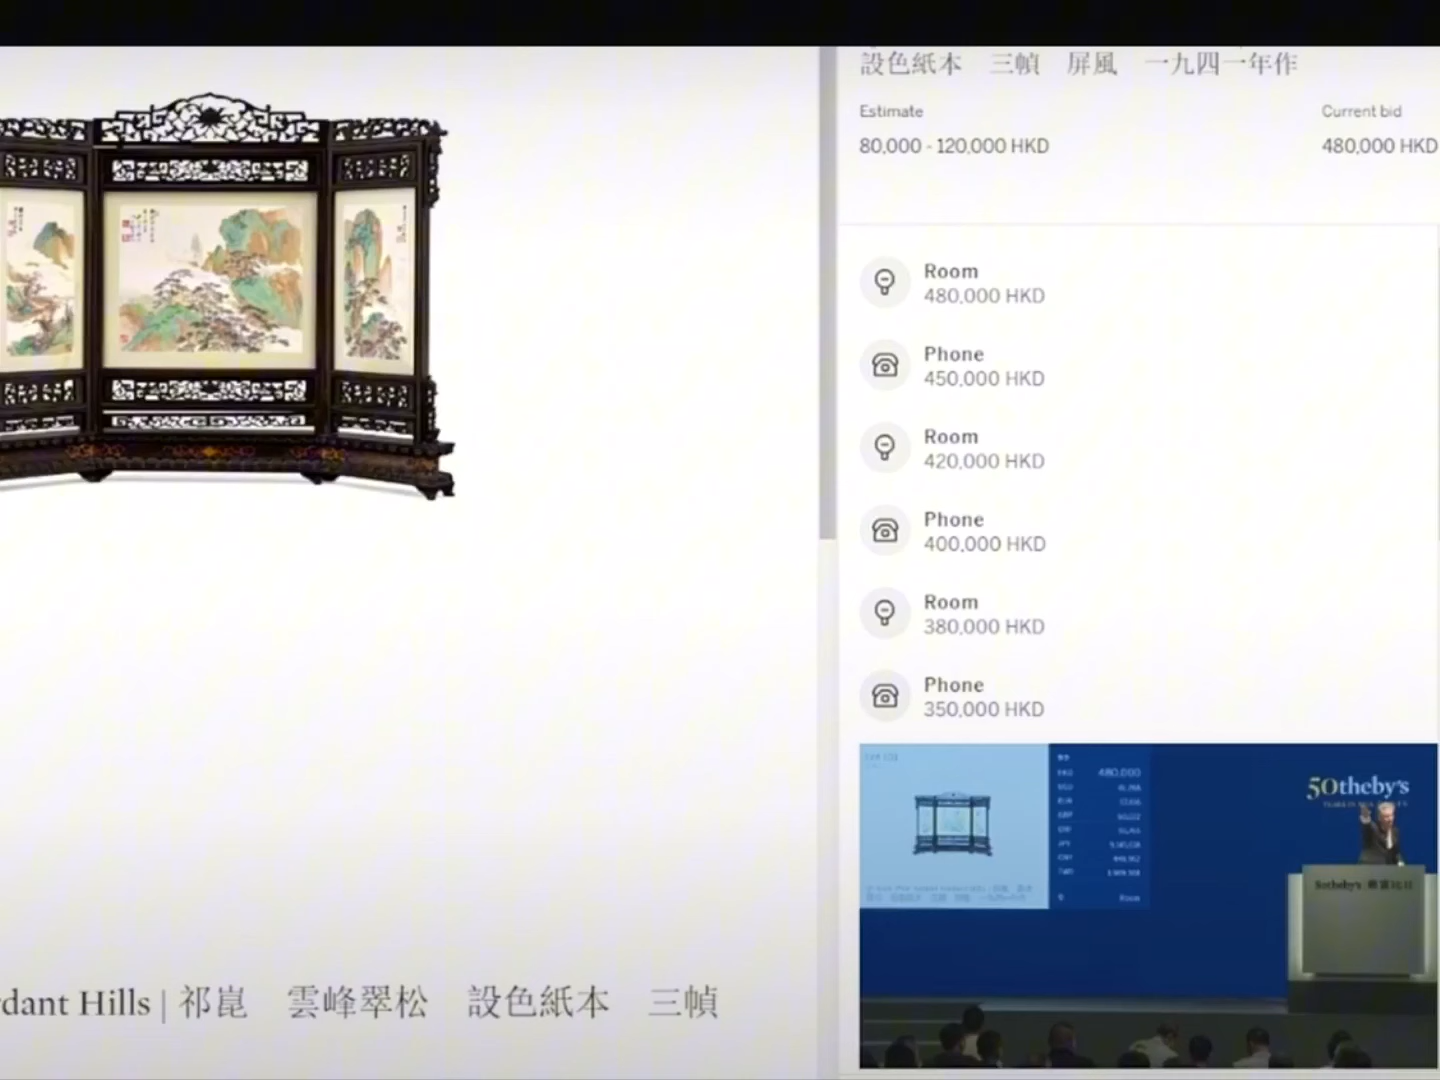 設色紙本　三幀　屏風　一九四一年作
Estimate
Current bid
80,000 - 120,000 HKD
480,000 HKD
Room
480,000 HKD
Phone
450,000 HKD
Room
420,000 HKD
Phone
400,000 HKD
Room
380,000 HKD
Phone
350,000 HKD
480,000
Room
50theby's
Sotheby's
dant Hills | 祁崑　雲峰翠松　設色紙本　三幀